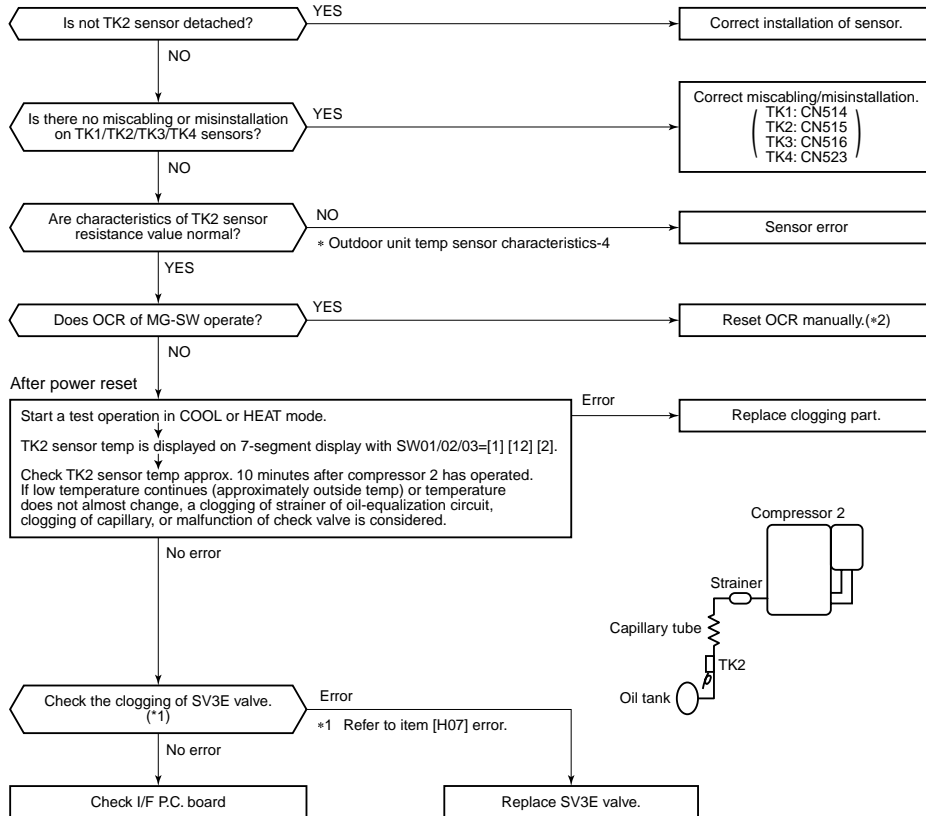 Is not TK2 sensor detached?
YES
Correct installation of sensor.
NO
Is there no miscabling or misinstallation
on TK1/TK2/TK3/TK4 sensors?
YES
Correct miscabling/misinstallation.
( TK1: CN514
TK2: CN515
TK3: CN516
TK4: CN523 )
NO
Are characteristics of TK2 sensor
resistance value normal?
NO
∗ Outdoor unit temp sensor characteristics-4
Sensor error
YES
Does OCR of MG-SW operate?
YES
Reset OCR manually.(∗2)
NO
After power reset
Start a test operation in COOL or HEAT mode.
TK2 sensor temp is displayed on 7-segment display with SW01/02/03=[1] [12] [2].
Check TK2 sensor temp approx. 10 minutes after compressor 2 has operated.
If low temperature continues (approximately outside temp) or temperature
does not almost change, a clogging of strainer of oil-equalization circuit,
clogging of capillary, or malfunction of check valve is considered.
Error
Replace clogging part.
No error
Compressor 2
Strainer
Capillary tube
TK2
Oil tank
Check the clogging of SV3E valve.
(*1)
Error
∗1 Refer to item [H07] error.
No error
Check I/F P.C. board
Replace SV3E valve.